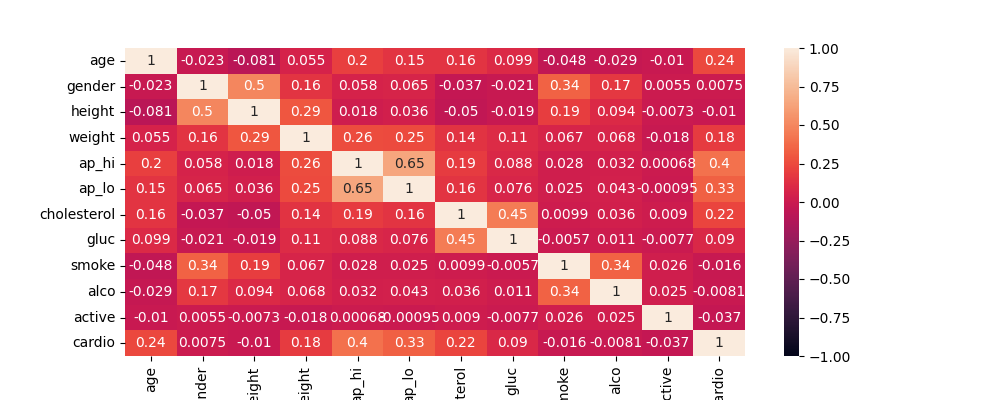 age 1 -0.023 -0.081 0.055 0.2 0.15 0.16 0.099 -0.048 -0.029 -0.01 0.24
gender -0.023 1 0.5 0.16 0.058 0.065 -0.037 -0.021 0.34 0.17 0.0055 0.0075
height -0.081 0.5 1 0.29 0.018 0.036 -0.05 -0.019 0.19 0.094 -0.0073 -0.01
weight 0.055 0.16 0.29 1 0.26 0.25 0.14 0.11 0.067 0.068 -0.018 0.18
ap_hi 0.2 0.058 0.018 0.26 1 0.65 0.19 0.088 0.028 0.032 0.00068 0.4
ap_lo 0.15 0.065 0.036 0.25 0.65 1 0.16 0.076 0.025 0.043 -0.00095 0.33
cholesterol 0.16 -0.037 -0.05 0.14 0.19 0.16 1 0.45 0.0099 0.036 0.009 0.22
gluc 0.099 -0.021 -0.019 0.11 0.088 0.076 0.45 1 -0.0057 0.011 -0.0077 0.09
smoke -0.048 0.34 0.19 0.067 0.028 0.025 0.0099 -0.0057 1 0.34 0.026 -0.016
alco -0.029 0.17 0.094 0.068 0.032 0.043 0.036 0.011 0.34 1 0.025 -0.0081
active -0.01 0.0055 -0.0073 -0.018 0.00068 -0.00095 0.009 -0.0077 0.026 0.025 1 -0.037
cardio 0.24 0.0075 -0.01 0.18 0.4 0.33 0.22 0.09 -0.016 -0.0081 -0.037 1
age nder eight eight ap_hi ap_lo sterol gluc moke alco ctive ardio
1.00
0.75
0.50
0.25
0.00
−0.25
−0.50
−0.75
−1.00